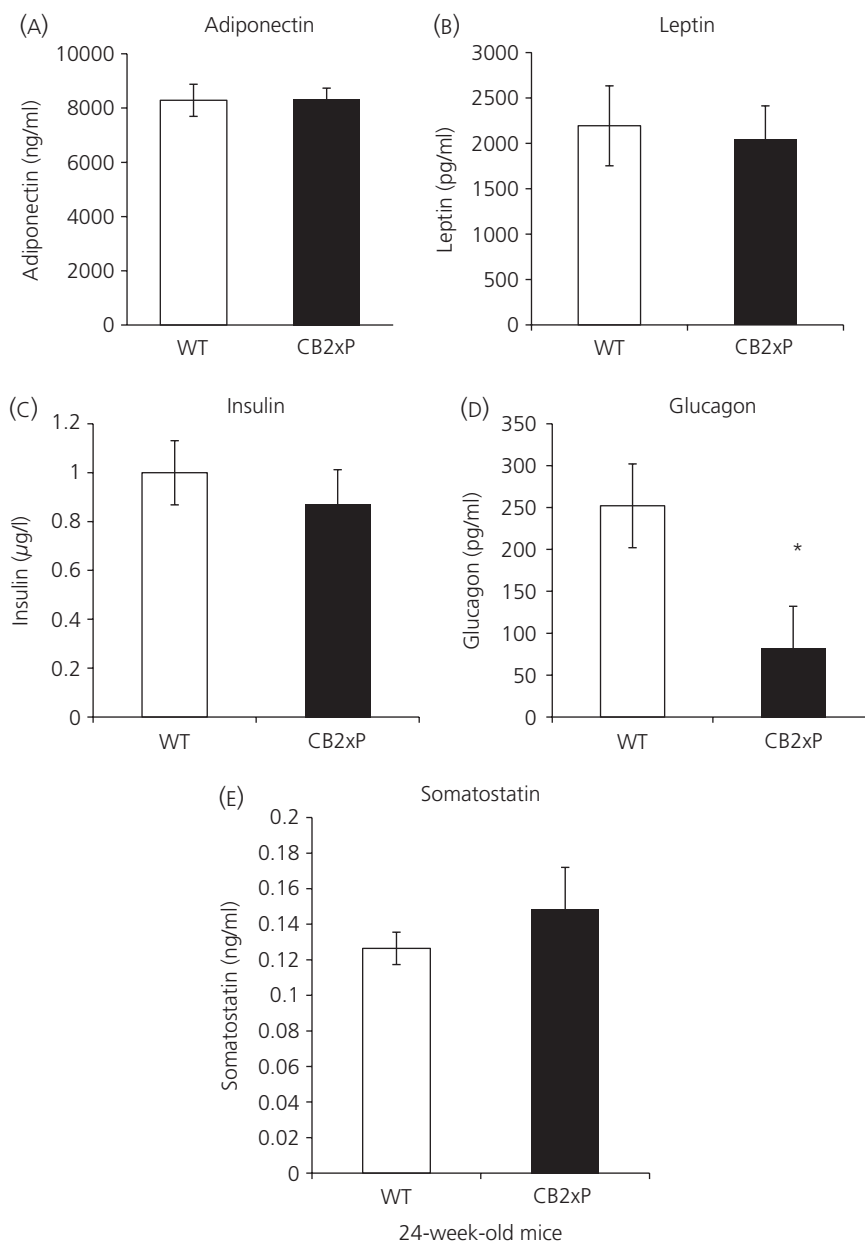 (A) Adiponectin
10000
8000
6000
4000
2000
0
Adiponectin (ng/ml)
WT CB2xP
(B) Leptin
3000
2500
2000
1500
1000
500
0
Leptin (pg/ml)
WT CB2xP
(C) Insulin
1.2
1
0.8
0.6
0.4
0.2
0
Insulin (µg/l)
WT CB2xP
(D) Glucagon
350
300
250
200
150
100
50
0
Glucagon (pg/ml)
*
WT CB2xP
(E) Somatostatin
0.2
0.18
0.16
0.14
0.12
0.1
0.08
0.06
0.04
0.02
0
Somatostatin (ng/ml)
WT CB2xP
24-week-old mice